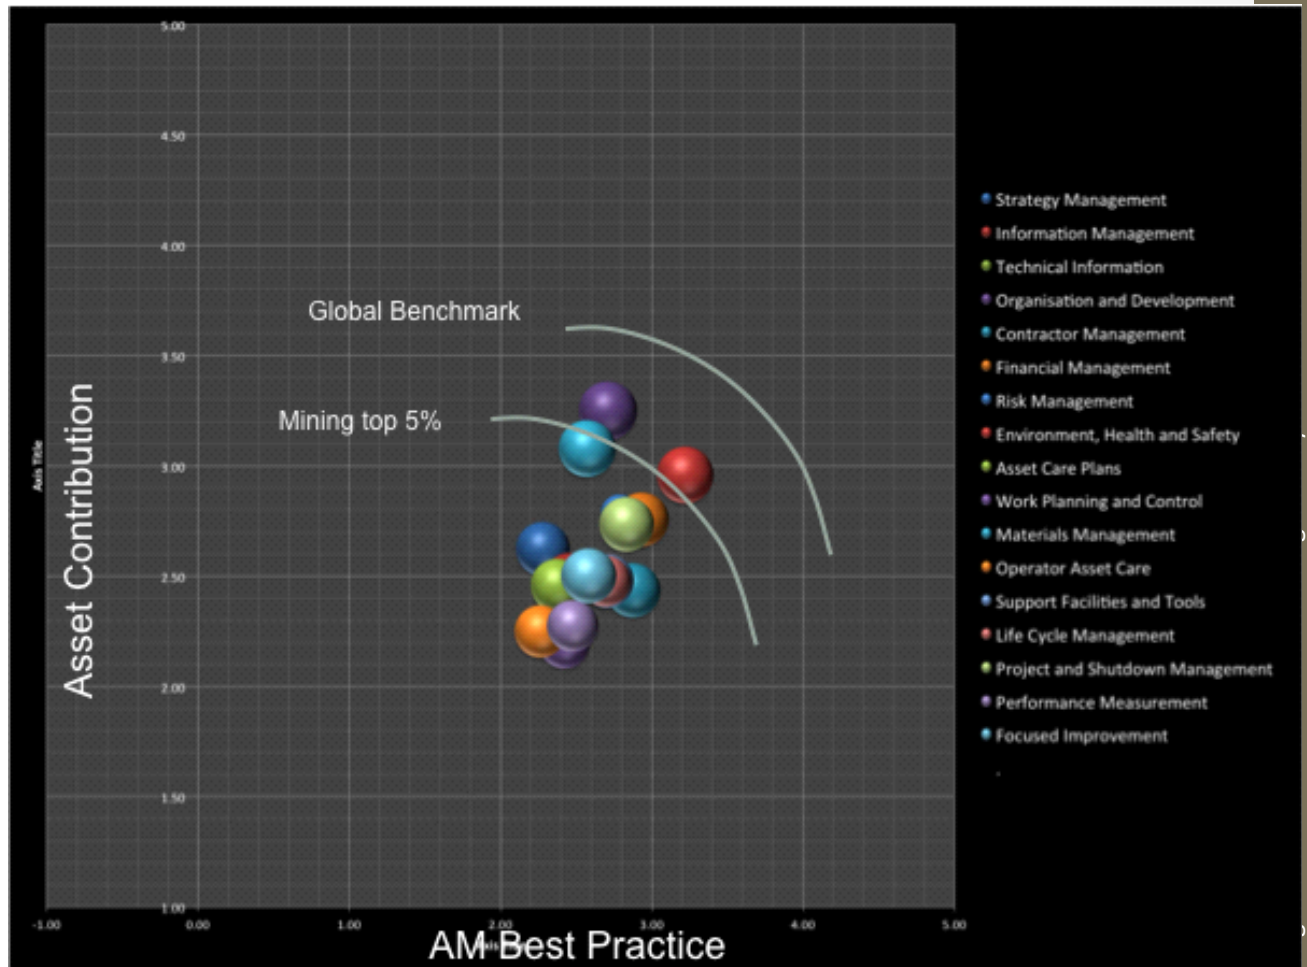 5.00
4.50
4.00
Global Benchmark
3.50
Mining top 5%
3.00
2.50
2.00
1.50
1.00
Asset Contribution
Axis Title
-1.00 0.00 1.00 2.00 3.00 4.00 5.00
AM Best Practice
Strategy Management
Information Management
Technical Information
Organisation and Development
Contractor Management
Financial Management
Risk Management
Environment, Health and Safety
Asset Care Plans
Work Planning and Control
Materials Management
Operator Asset Care
Support Facilities and Tools
Life Cycle Management
Project and Shutdown Management
Performance Measurement
Focused Improvement
.